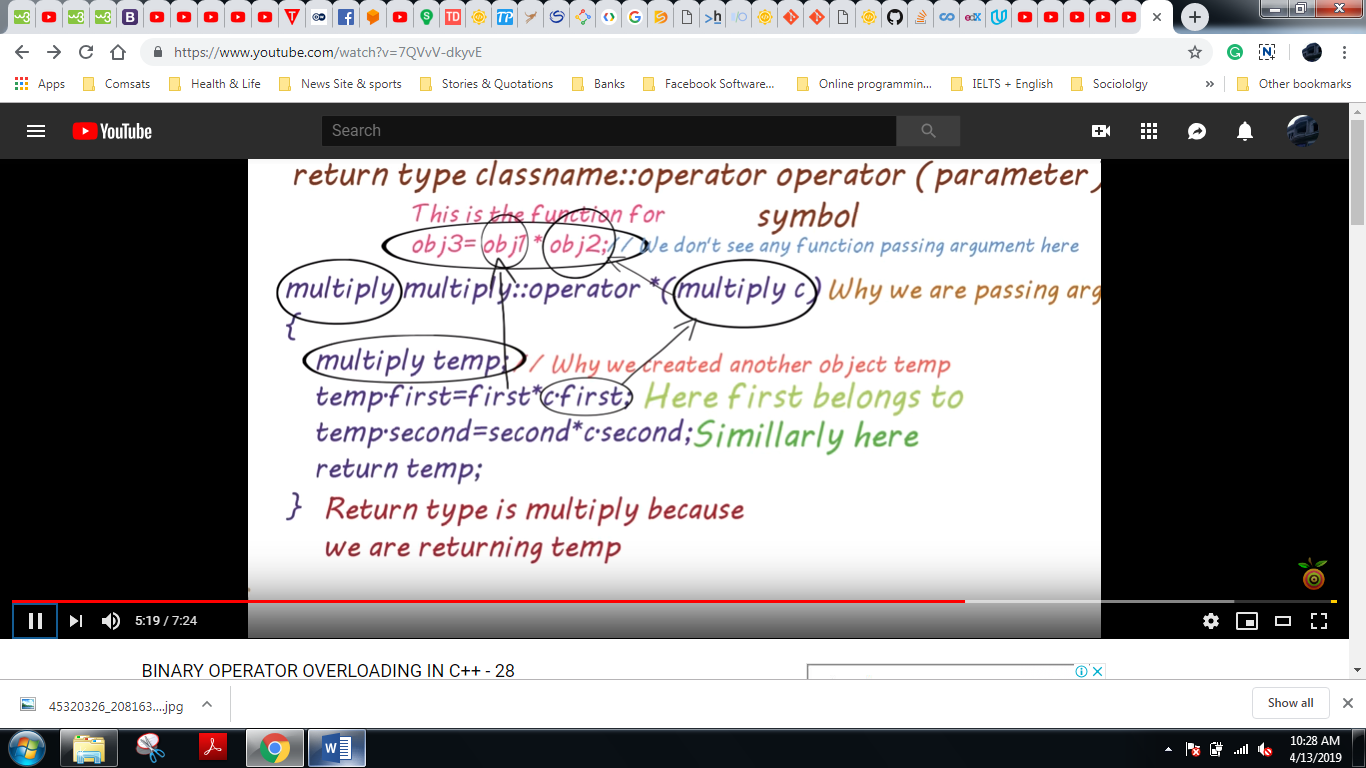 https://www.youtube.com/watch?v=7QVvV-dkyvE
Apps Comsats Health & Life News Site & sports Stories & Quotations Banks Facebook Software... Online programmin... IELTS + English Sociololgy » Other bookmarks
YouTube Search
return type classname::operator operator ( parameter )
symbol
This is the function for
obj3= obj1 * obj2; // We don't see any function passing argument here
multiply multiply::operator *( multiply c ) Why we are passing arg
{
multiply temp; // Why we created another object temp
temp.first=first*c.first; Here first belongs to
temp.second=second*c.second; Simillarly here
return temp;
} Return type is multiply because
we are returning temp
5:19 / 7:24
BINARY OPERATOR OVERLOADING IN C++ - 28
45320326_208163....jpg Show all
10:28 AM
4/13/2019